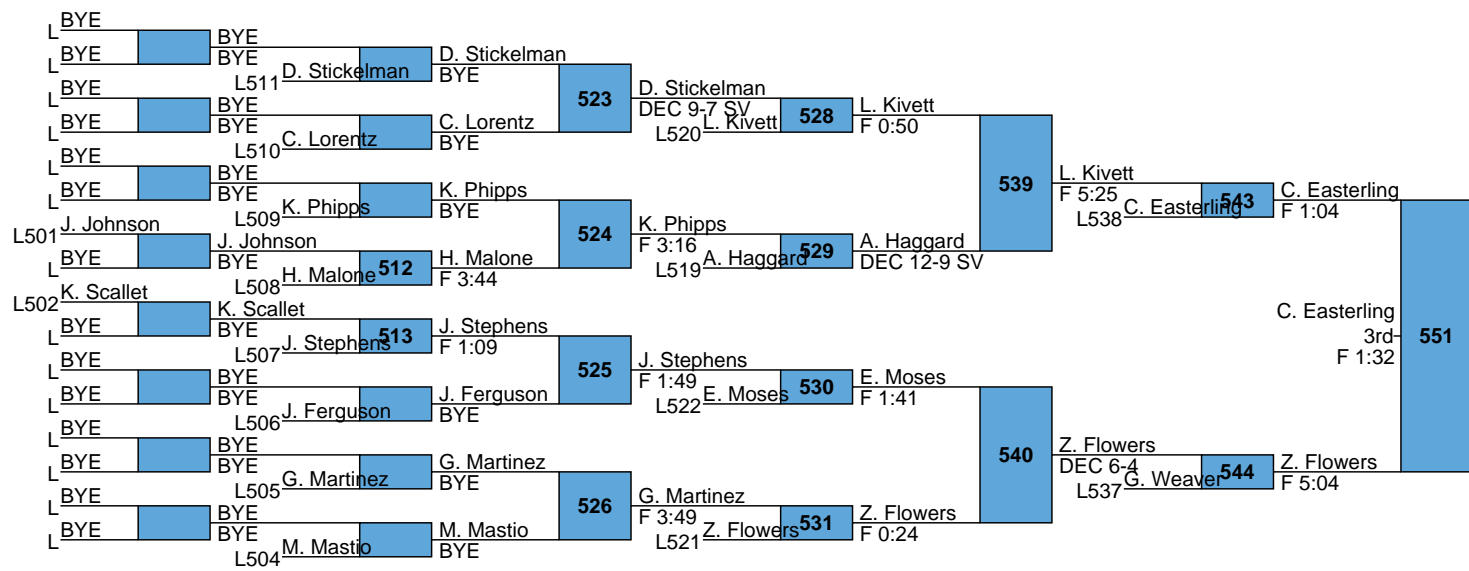 BYE
L
BYE
L
BYE
BYE
L511 D. Stickelman
D. Stickelman
BYE
BYE
L
BYE
L
BYE
BYE
L510 C. Lorentz
C. Lorentz
BYE
523
D. Stickelman
DEC 9-7 SV
L520 L. Kivett
528
L. Kivett
F 0:50
BYE
L
BYE
L
BYE
BYE
L509 K. Phipps
K. Phipps
BYE
L501 J. Johnson
BYE
L
J. Johnson
BYE
L508 H. Malone
512
H. Malone
F 3:44
524
K. Phipps
F 3:16
L519 A. Haggard
529
A. Haggard
DEC 12-9 SV
539
L. Kivett
F 5:25
L538 C. Easterling
543
C. Easterling
F 1:04
L502 K. Scallet
BYE
L
K. Scallet
BYE
L507 J. Stephens
513
J. Stephens
F 1:09
BYE
L
BYE
L
BYE
BYE
L506 J. Ferguson
J. Ferguson
BYE
525
J. Stephens
F 1:49
L522 E. Moses
530
E. Moses
F 1:41
BYE
L
BYE
L
BYE
BYE
L505 G. Martinez
G. Martinez
BYE
BYE
L
BYE
L
BYE
BYE
L504 M. Mastio
M. Mastio
BYE
526
G. Martinez
F 3:49
L521 Z. Flowers
531
Z. Flowers
F 0:24
540
Z. Flowers
DEC 6-4
L537 G. Weaver
544
Z. Flowers
F 5:04
C. Easterling
3rd
F 1:32
551